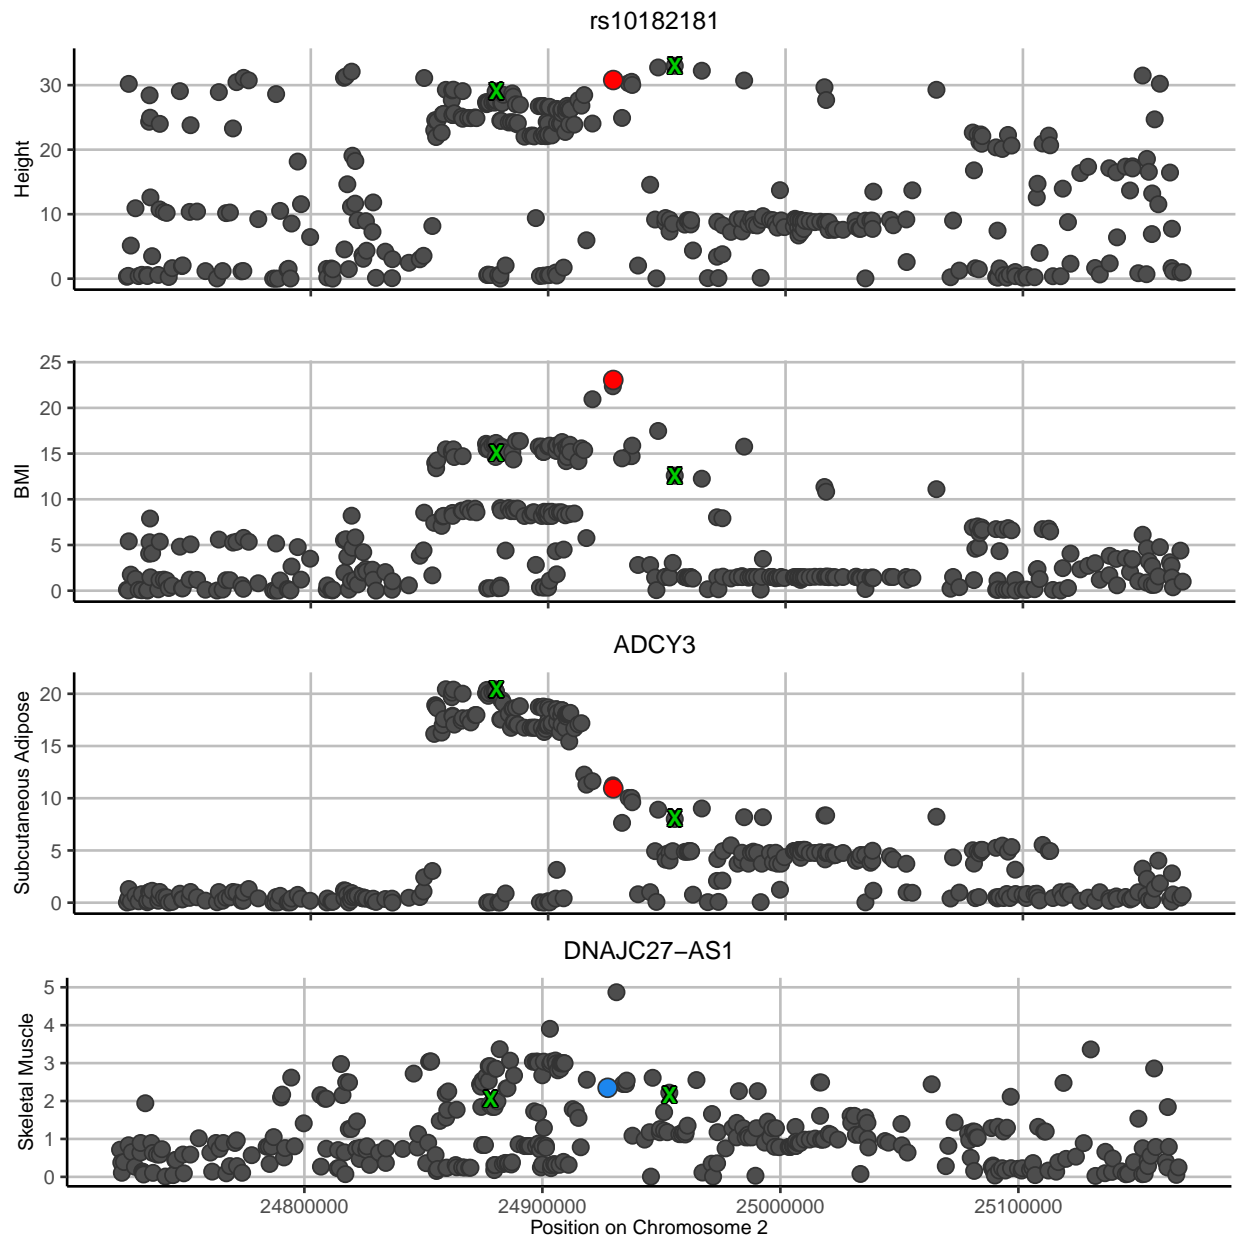 rs10182181
Height
30
20
10
0
BMI
25
20
15
10
5
0
ADCY3
Subcutaneous Adipose
20
15
10
5
0
DNAJC27−AS1
Skeletal Muscle
5
4
3
2
1
0
24800000 24900000 25000000 25100000
Position on Chromosome 2
X
X
X
X
X
X
X
X